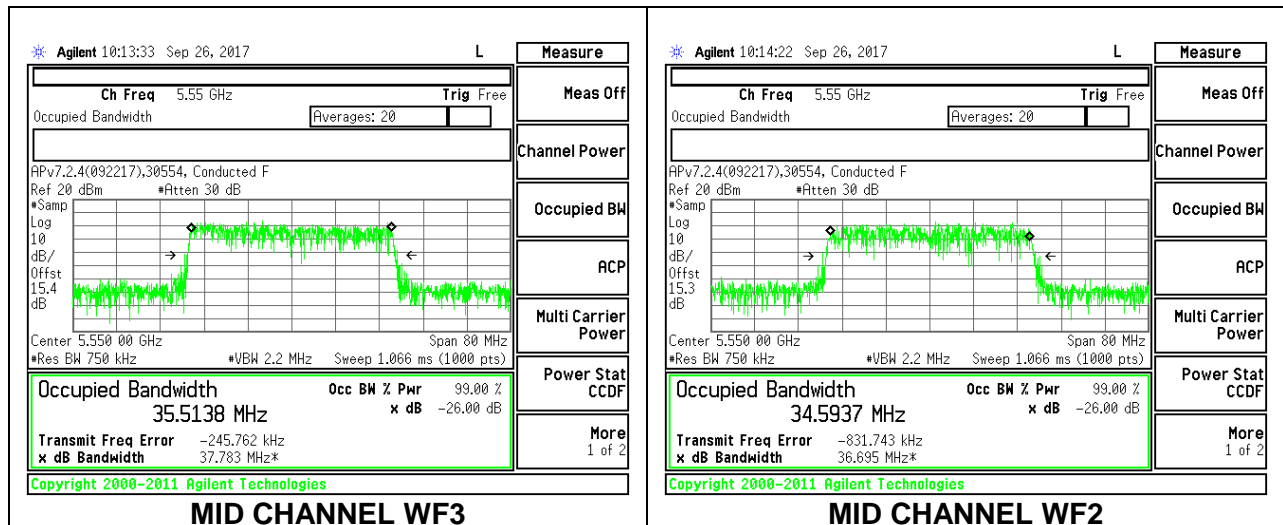 Agilent 10:13:33 Sep 26, 2017 L
Measure
Ch Freq 5.55 GHz Trig Free
Occupied Bandwidth Averages: 20
APv7.2.4(092217),30554, Conducted F
Ref 20 dBm #Atten 30 dB
#Samp
Log
10
dB/
Offst
15.4
dB
Center 5.550 00 GHz Span 80 MHz
#Res BW 750 kHz #VBW 2.2 MHz Sweep 1.066 ms (1000 pts)
Occupied Bandwidth Occ BW % Pwr 99.00 %
35.5138 MHz x dB -26.00 dB
Transmit Freq Error -245.762 kHz
x dB Bandwidth 37.783 MHz*
Copyright 2000-2011 Agilent Technologies
Meas Off
Channel Power
Occupied BW
ACP
Multi Carrier
Power
Power Stat
CCDF
More
1 of 2
MID CHANNEL WF3
Agilent 10:14:22 Sep 26, 2017 L
Measure
Ch Freq 5.55 GHz Trig Free
Occupied Bandwidth Averages: 20
APv7.2.4(092217),30554, Conducted F
Ref 20 dBm #Atten 30 dB
#Samp
Log
10
dB/
Offst
15.3
dB
Center 5.550 00 GHz Span 80 MHz
#Res BW 750 kHz #VBW 2.2 MHz Sweep 1.066 ms (1000 pts)
Occupied Bandwidth Occ BW % Pwr 99.00 %
34.5937 MHz x dB -26.00 dB
Transmit Freq Error -831.743 kHz
x dB Bandwidth 36.695 MHz*
Copyright 2000-2011 Agilent Technologies
Meas Off
Channel Power
Occupied BW
ACP
Multi Carrier
Power
Power Stat
CCDF
More
1 of 2
MID CHANNEL WF2